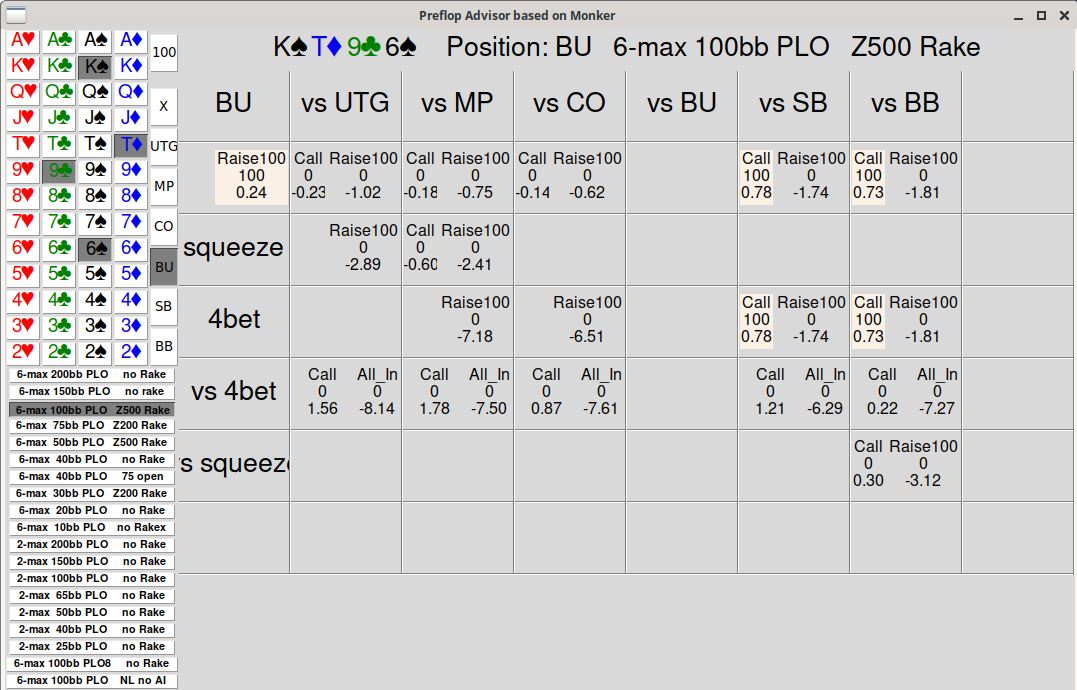 Preflop Advisor based on Monker
K♠ T♦ 9♣ 6♠ Position: BU 6-max 100bb PLO Z500 Rake
A♥ A♣ A♠ A♦ 100
K♥ K♣ K♠ K♦
Q♥ Q♣ Q♠ Q♦ X
J♥ J♣ J♠ J♦
T♥ T♣ T♠ T♦ UTG
9♥ 9♣ 9♠ 9♦
8♥ 8♣ 8♠ 8♦ MP
7♥ 7♣ 7♠ 7♦ CO
6♥ 6♣ 6♠ 6♦
5♥ 5♣ 5♠ 5♦ BU
4♥ 4♣ 4♠ 4♦ SB
3♥ 3♣ 3♠ 3♦
2♥ 2♣ 2♠ 2♦ BB
6-max 200bb PLO no Rake
6-max 150bb PLO no rake
6-max 100bb PLO Z500 Rake
6-max 75bb PLO Z200 Rake
6-max 50bb PLO Z500 Rake
6-max 40bb PLO no Rake
6-max 40bb PLO 75 open
6-max 30bb PLO Z200 Rake
6-max 20bb PLO no Rake
6-max 10bb PLO no Rakex
2-max 200bb PLO no Rake
2-max 150bb PLO no Rake
2-max 100bb PLO no Rake
2-max 65bb PLO no Rake
2-max 50bb PLO no Rake
2-max 40bb PLO no Rake
2-max 25bb PLO no Rake
6-max 100bb PLO8 no Rake
6-max 100bb PLO NL no AI
BU vs UTG vs MP vs CO vs BU vs SB vs BB
Raise100 Call Raise100 Call Raise100 Call Raise100 Call Raise100 Call Raise100
100 0 0 0 0 0 0 100 0 100 0
0.24 -0.23 -1.02 -0.18 -0.75 -0.14 -0.62 0.78 -1.74 0.73 -1.81
squeeze
Raise100 Call Raise100
0 0 0
-2.89 -0.60 -2.41
4bet
Raise100 Raise100 Call Raise100 Call Raise100
0 0 100 0 100 0
-7.18 -6.51 0.78 -1.74 0.73 -1.81
vs 4bet
Call All_In Call All_In Call All_In Call All_In Call All_In
0 0 0 0 0 0 0 0 0 0
1.56 -8.14 1.78 -7.50 0.87 -7.61 1.21 -6.29 0.22 -7.27
s squeeze
Call Raise100
0 0
0.30 -3.12